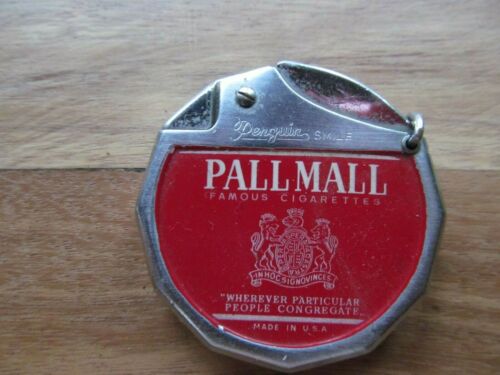 Penguin SMILE
PALL MALL
FAMOUS CIGARETTES
IN HOC SIGNO VINCES
"WHEREVER PARTICULAR
PEOPLE CONGREGATE"
MADE IN U.S.A